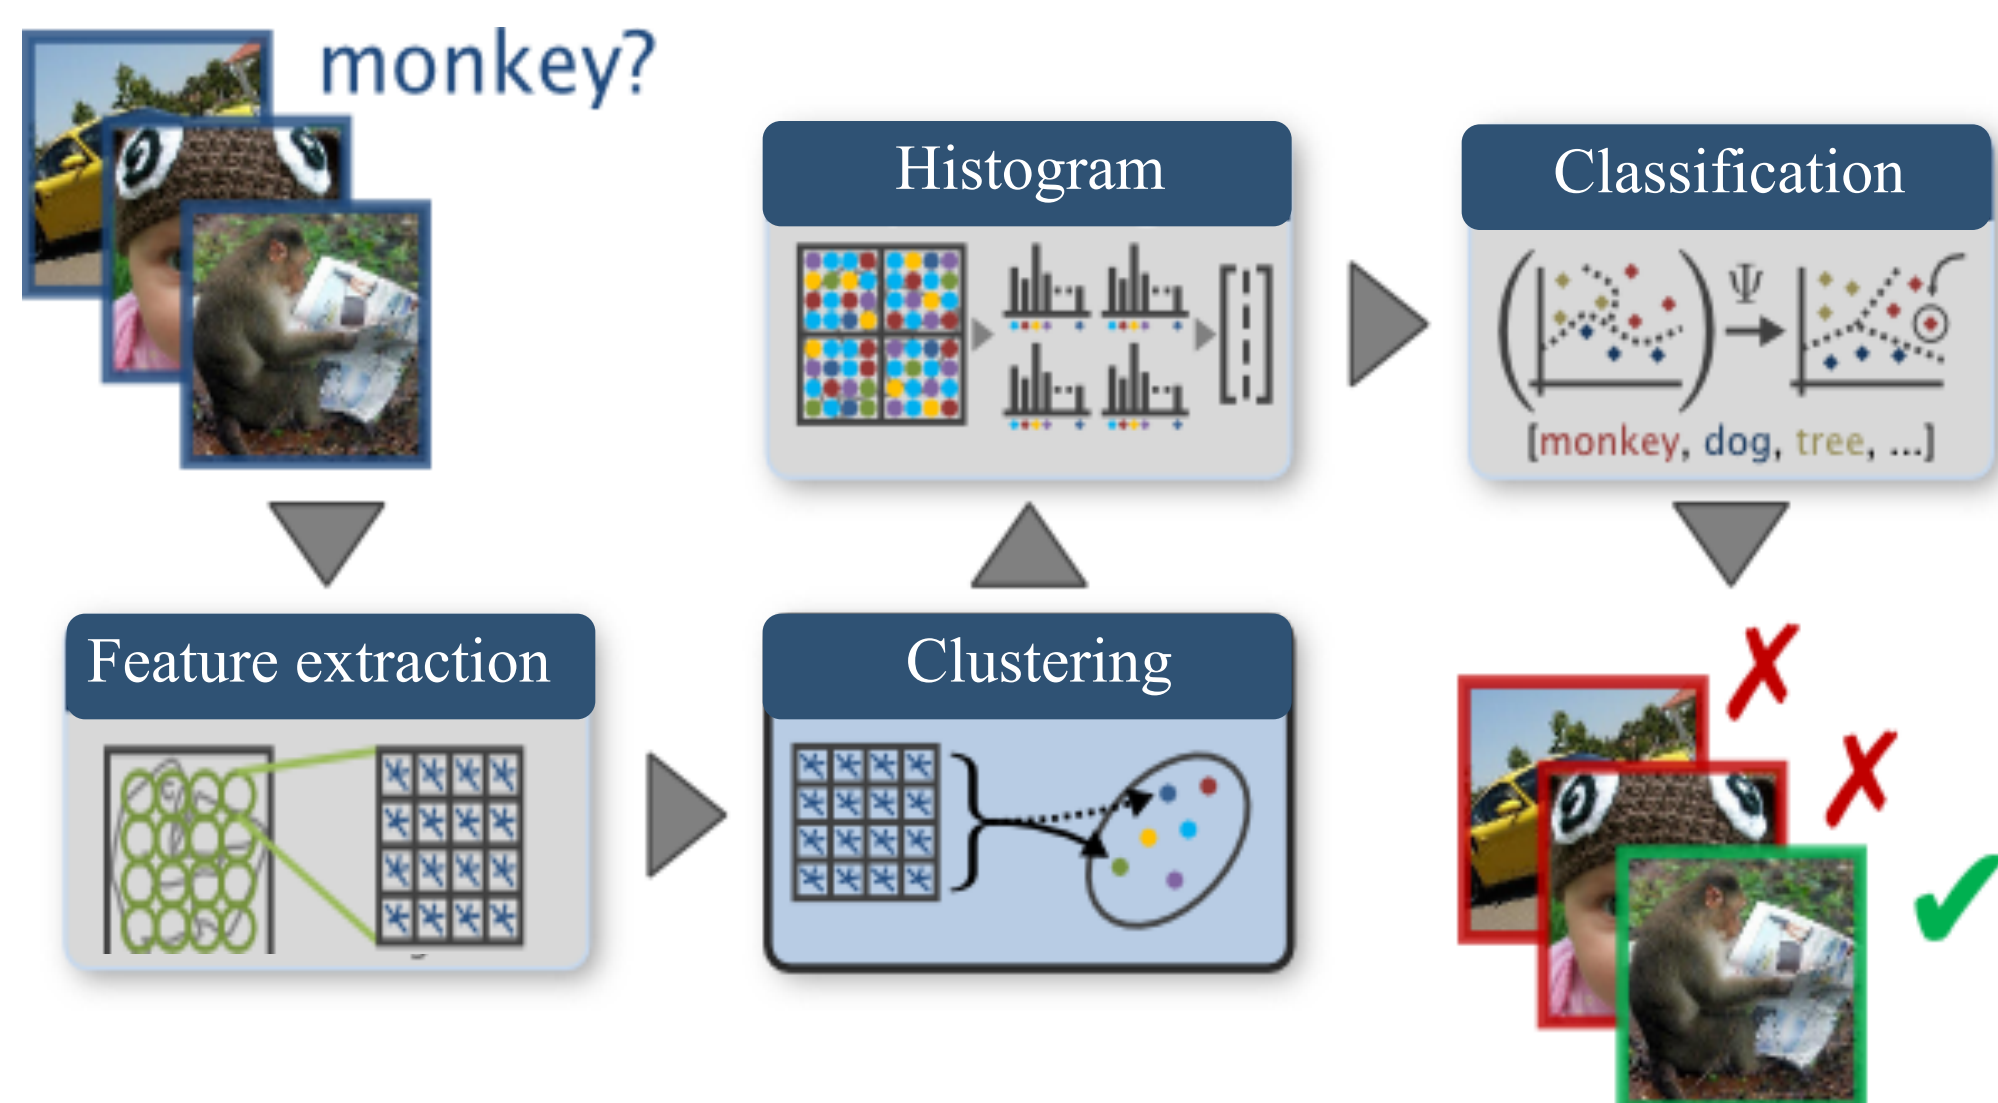 monkey?
Histogram
Classification
Ψ
[monkey, dog, tree, ...]
Feature extraction
Clustering